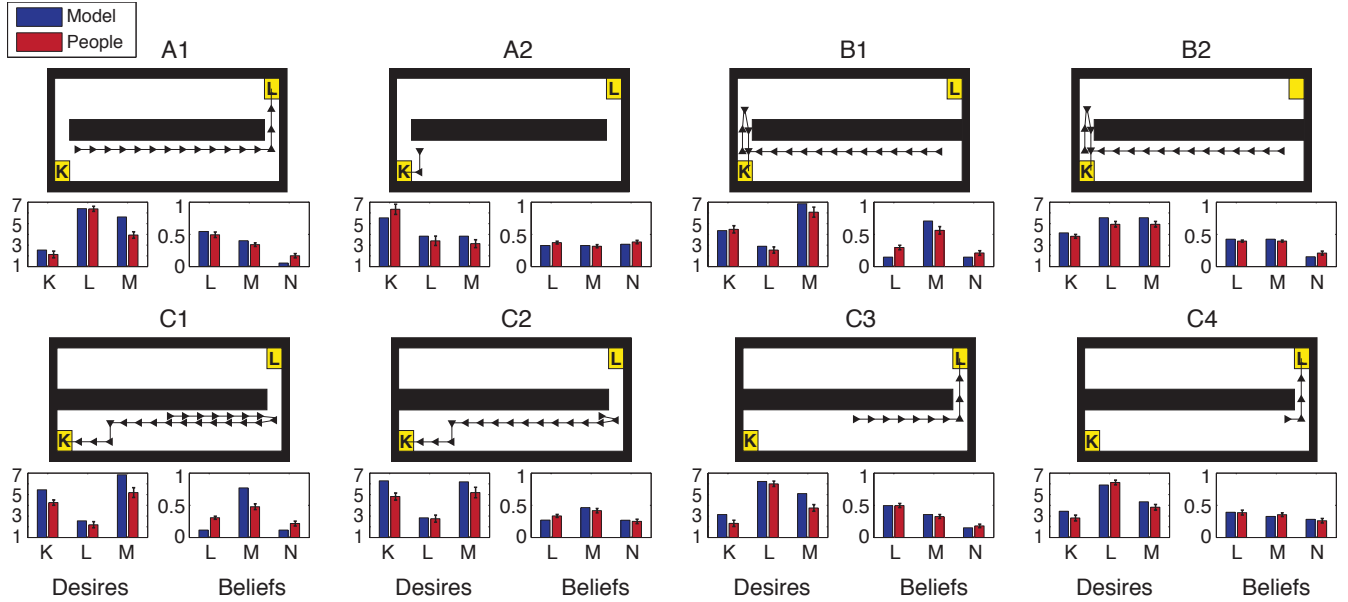 Model
People
A1 A2 B1 B2
L L L
K K K K
7 1 7 1 7 1 7 1
5 5 5 5
0.5 0.5 0.5 0.5
3 3 3 3
1 0 1 0 1 0 1 0
K L M L M N K L M L M N K L M L M N K L M L M N
C1 C2 C3 C4
L L L L
K K K K
7 1 7 1 7 1 7 1
5 5 5 5
0.5 0.5 0.5 0.5
3 3 3 3
1 0 1 0 1 0 1 0
K L M L M N K L M L M N K L M L M N K L M L M N
Desires Beliefs Desires Beliefs Desires Beliefs Desires Beliefs